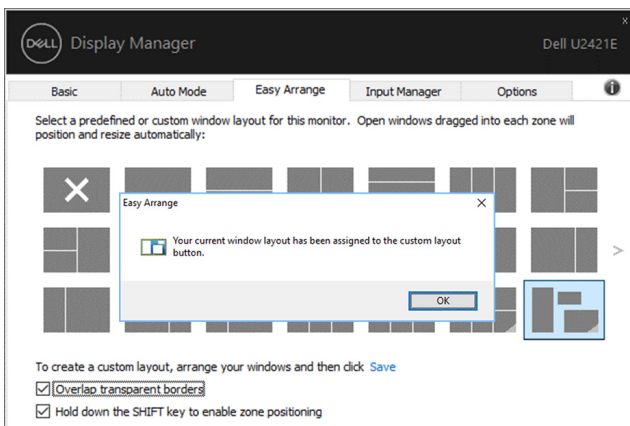 x
DELL Display Manager Dell U2421E
Basic Auto Mode Easy Arrange Input Manager Options
Select a predefined or custom window layout for this monitor. Open windows dragged into each zone will
position and resize automatically:
Easy Arrange
Your current window layout has been assigned to the custom layout
button.
OK
To create a custom layout, arrange your windows and then click Save
Overlap transparent borders
Hold down the SHIFT key to enable zone positioning